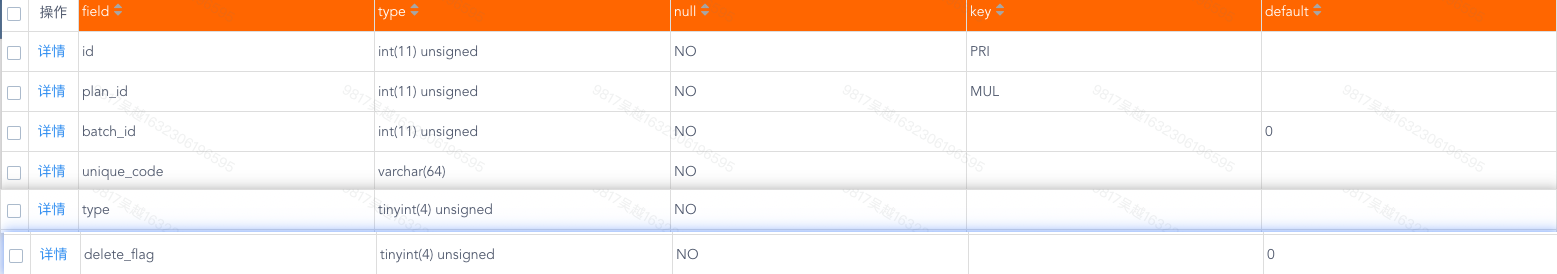 操作 field type null key default
详情 id int(11) unsigned NO PRI
详情 plan_id int(11) unsigned NO MUL
详情 batch_id int(11) unsigned NO 0
详情 unique_code varchar(64) NO
详情 type tinyint(4) unsigned NO
详情 delete_flag tinyint(4) unsigned NO 0
9817吴越1632306196595